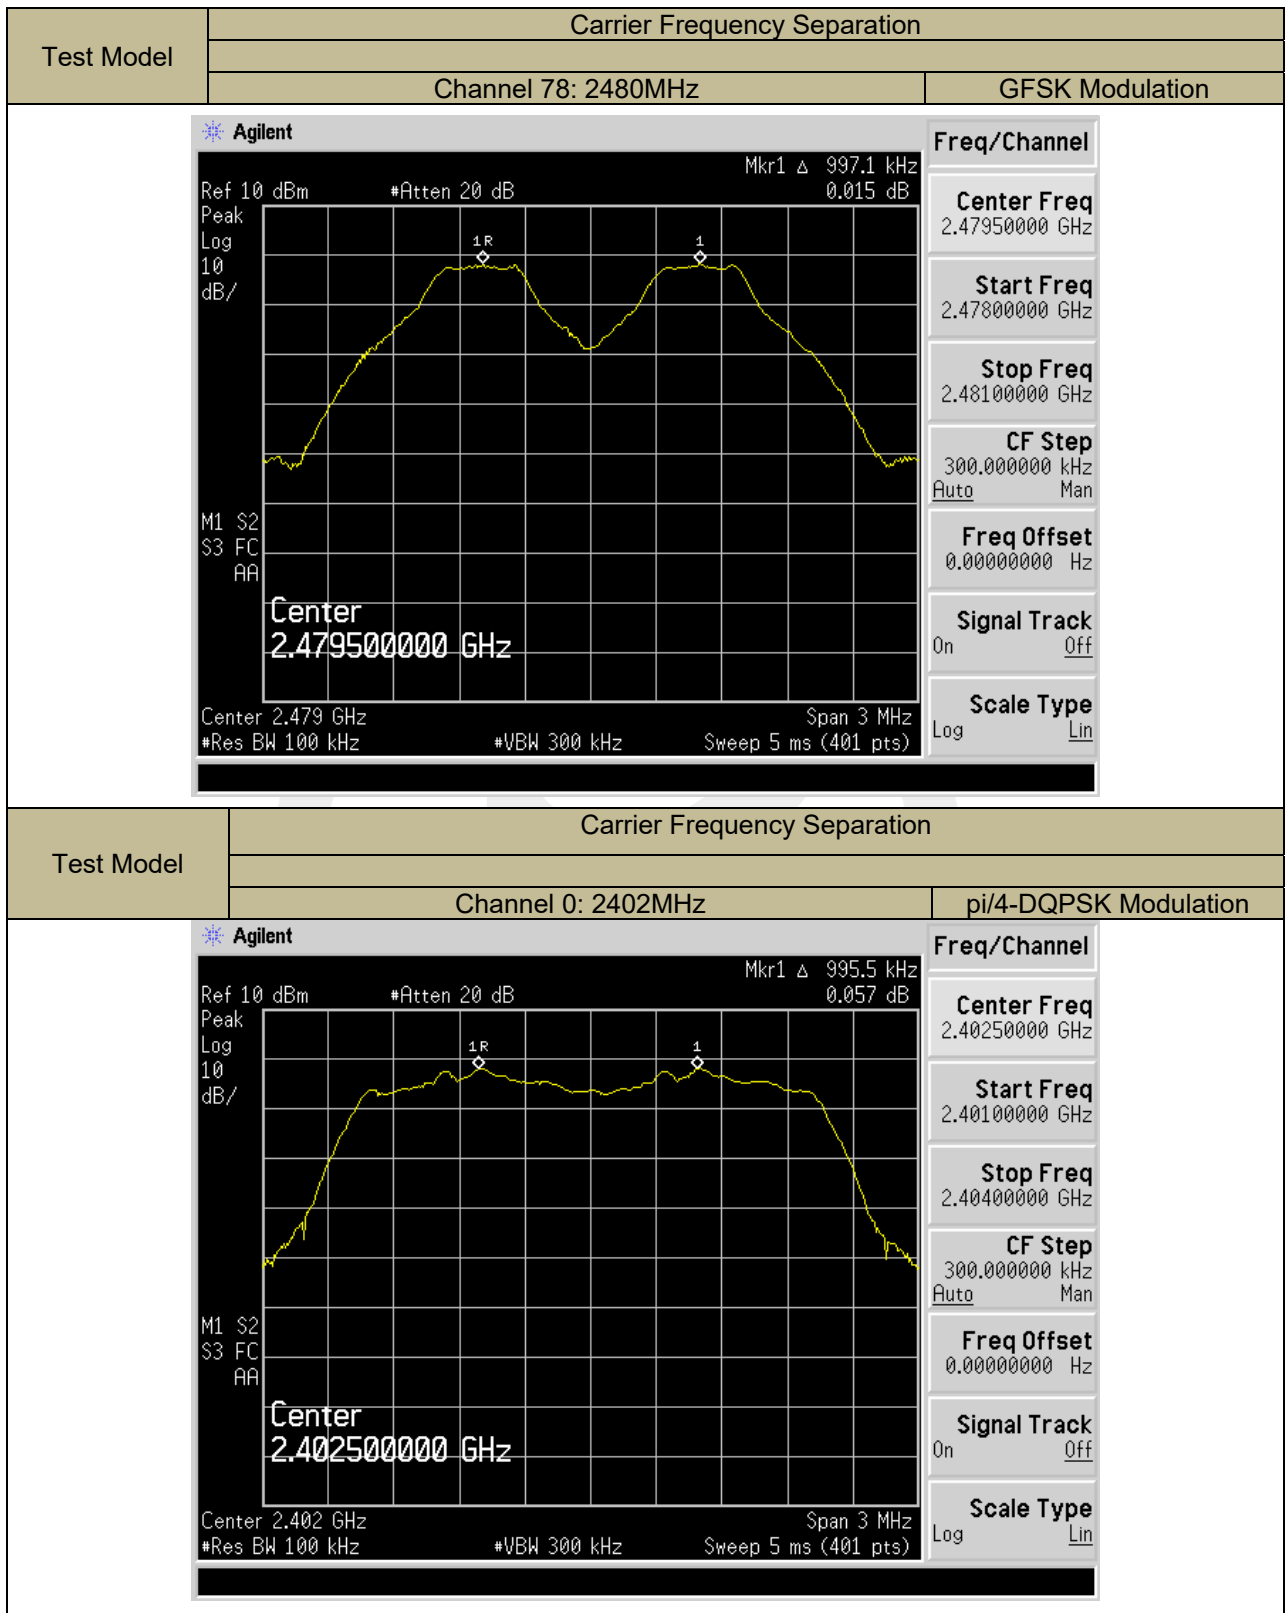 Test Model
Carrier Frequency Separation
Channel 78: 2480MHz
GFSK Modulation
Agilent
Mkr1 Δ 997.1 kHz
Ref 10 dBm #Atten 20 dB 0.015 dB
Peak
Log
10
dB/
1R
1
M1 S2
S3 FC
AA
Center
2.479500000 GHz
Center 2.479 GHz Span 3 MHz
#Res BW 100 kHz #VBW 300 kHz Sweep 5 ms (401 pts)
Freq/Channel
Center Freq
2.47950000 GHz
Start Freq
2.47800000 GHz
Stop Freq
2.48100000 GHz
CF Step
300.000000 kHz
Auto Man
Freq Offset
0.00000000 Hz
Signal Track
On Off
Scale Type
Log Lin
Test Model
Carrier Frequency Separation
Channel 0: 2402MHz
pi/4-DQPSK Modulation
Agilent
Mkr1 Δ 995.5 kHz
Ref 10 dBm #Atten 20 dB 0.057 dB
Peak
Log
10
dB/
1R
1
M1 S2
S3 FC
AA
Center
2.402500000 GHz
Center 2.402 GHz Span 3 MHz
#Res BW 100 kHz #VBW 300 kHz Sweep 5 ms (401 pts)
Freq/Channel
Center Freq
2.40250000 GHz
Start Freq
2.40100000 GHz
Stop Freq
2.40400000 GHz
CF Step
300.000000 kHz
Auto Man
Freq Offset
0.00000000 Hz
Signal Track
On Off
Scale Type
Log Lin